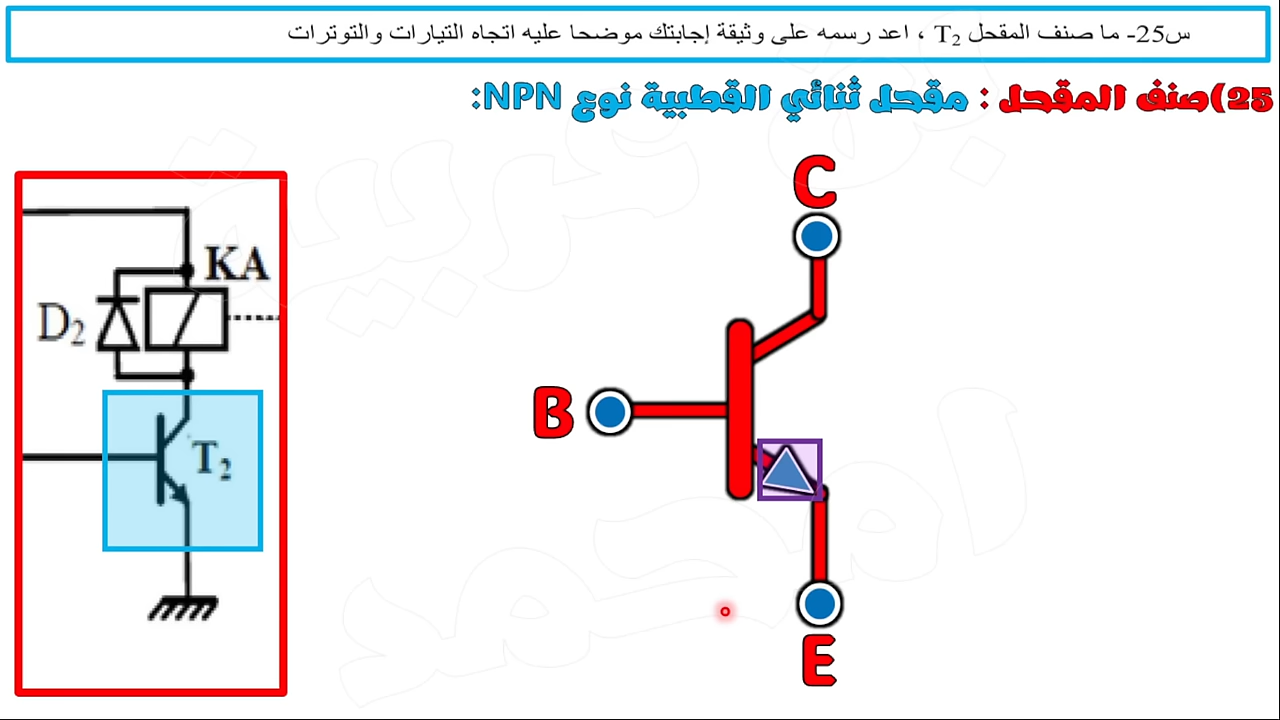 س25- ما صنف المقحل T2 ، اعد رسمه على وثيقة إجابتك موضحا عليه اتجاه التيارات والتوترات
25)صنف المقحل : مقحل ثنائي القطبية نوع NPN:
C
KA
D2
B
T2
E